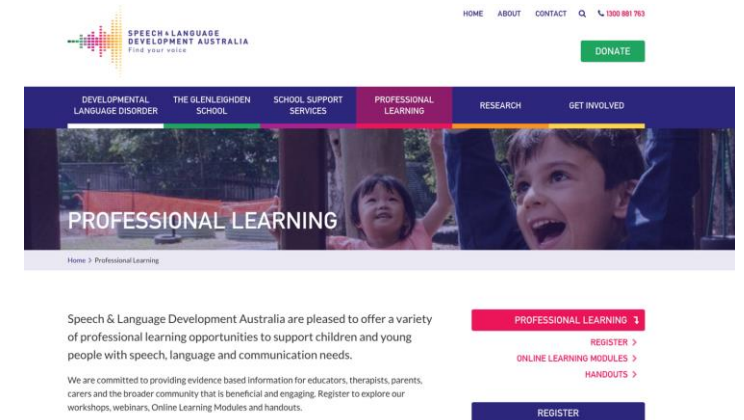 HOME ABOUT CONTACT 1300 881 763
SPEECH & LANGUAGE
DEVELOPMENT AUSTRALIA
Find your voice
DONATE
DEVELOPMENTAL LANGUAGE DISORDER
THE GLENLEIGHDEN SCHOOL
SCHOOL SUPPORT SERVICES
PROFESSIONAL LEARNING
RESEARCH
GET INVOLVED
PROFESSIONAL LEARNING
Home > Professional Learning
Speech & Language Development Australia are pleased to offer a variety
of professional learning opportunities to support children and young
people with speech, language and communication needs.
We are committed to providing evidence based information for educators, therapists, parents,
carers and the broader community that is beneficial and engaging. Register to explore our
workshops, webinars, Online Learning Modules and handouts.
PROFESSIONAL LEARNING
REGISTER >
ONLINE LEARNING MODULES >
HANDOUTS >
REGISTER